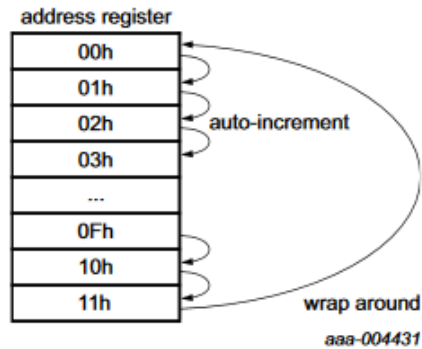 address register
00h
01h
02h
auto-increment
03h
...
0Fh
10h
11h
wrap around
aaa-004431